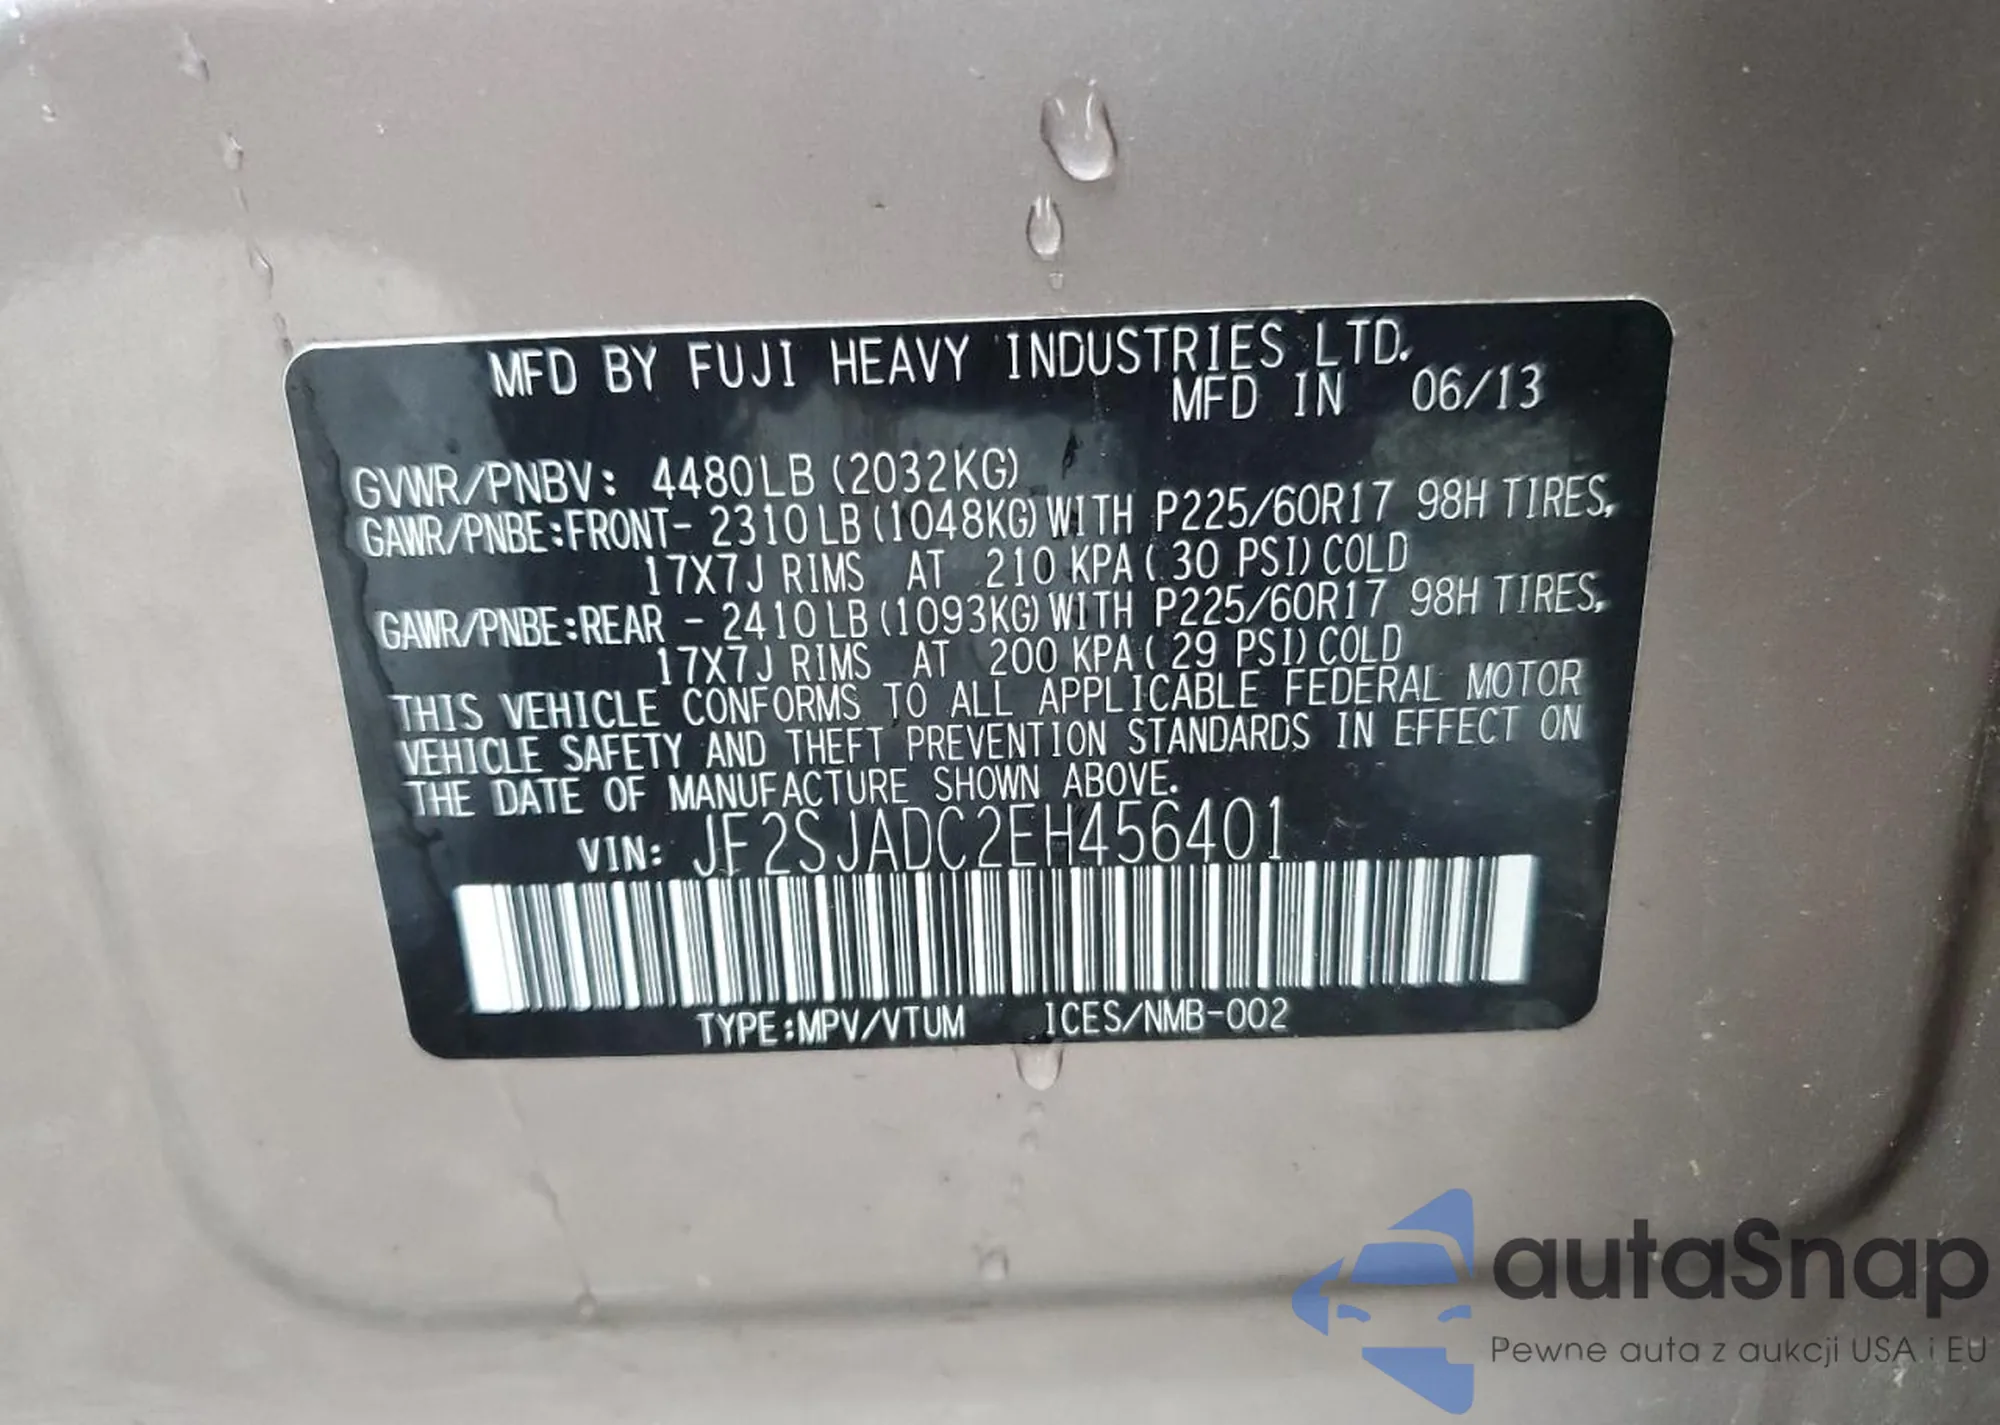 MFD BY FUJI HEAVY INDUSTRIES LTD.
MFD IN 06/13
GVWR/PNBV: 4480LB (2032KG)
GAWR/PNBE:FRONT- 2310LB (1048KG) WITH P225/60R17 98H TIRES,
17X7J RIMS AT 210 KPA ( 30 PSI) COLD
GAWR/PNBE:REAR - 2410LB (1093KG) WITH P225/60R17 98H TIRES,
17X7J RIMS AT 200 KPA ( 29 PSI) COLD
THIS VEHICLE CONFORMS TO ALL APPLICABLE FEDERAL MOTOR
VEHICLE SAFETY AND THEFT PREVENTION STANDARDS IN EFFECT ON
THE DATE OF MANUFACTURE SHOWN ABOVE.
VIN: JF2SJADC2EH456401
TYPE:MPV/VTUM ICES/NMB-002
autaSnap
Pewne auta z aukcji USA i EU